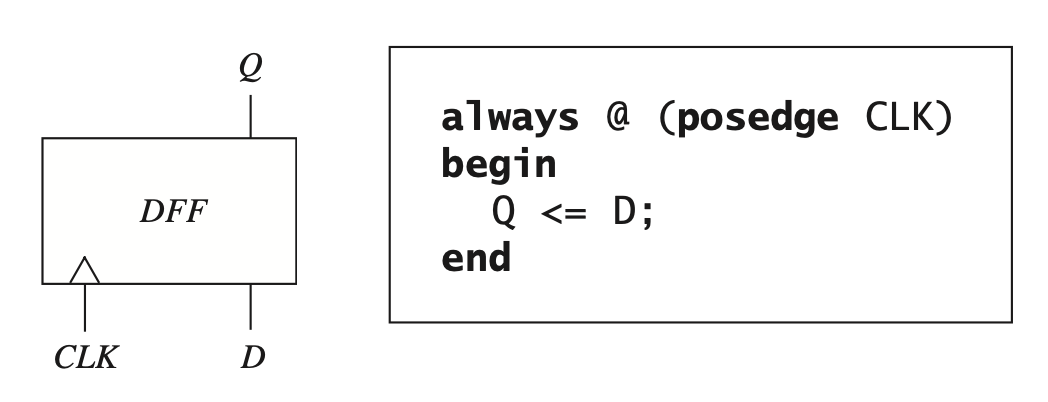 Q
DFF
CLK
D
always @ (posedge CLK)
begin
  Q <= D;
end